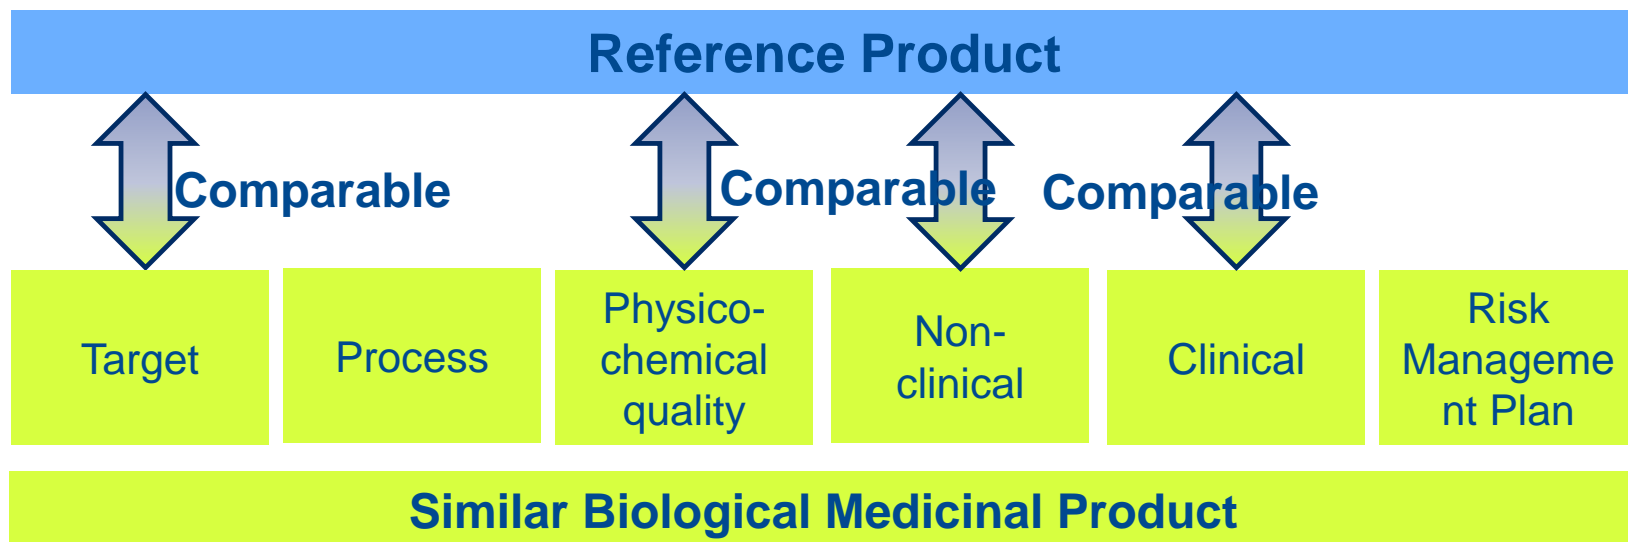 Reference Product
Comparable
Comparable
Comparable
Target
Process
Physico-
chemical
quality
Non-
clinical
Clinical
Risk
Manageme
nt Plan
Similar Biological Medicinal Product